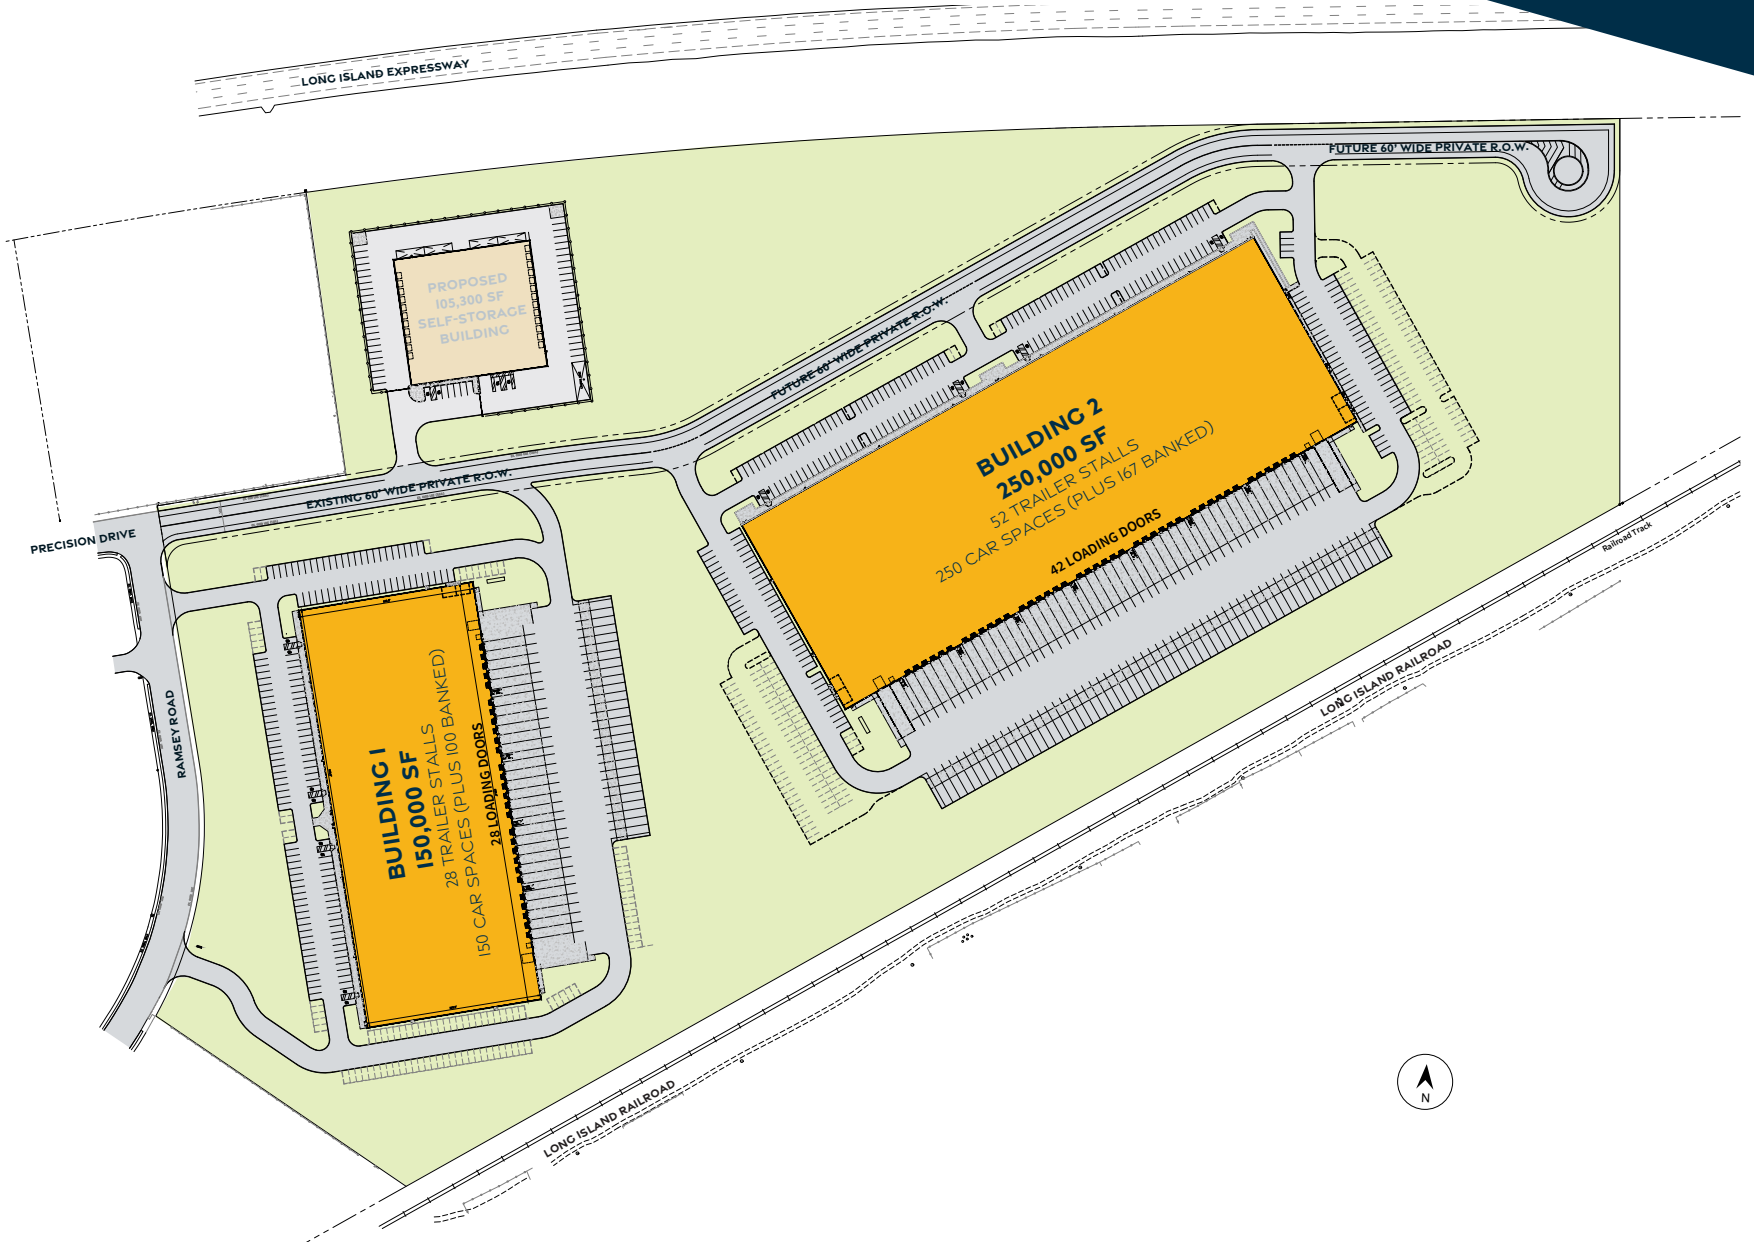 LONG ISLAND EXPRESSWAY
FUTURE 60' WIDE PRIVATE R.O.W.
PROPOSED
105,300 SF
SELF-STORAGE
BUILDING
FUTURE 60' WIDE PRIVATE R.O.W.
BUILDING 2
250,000 SF
52 TRAILER STALLS
250 CAR SPACES (PLUS 167 BANKED)
42 LOADING DOORS
EXISTING 60' WIDE PRIVATE R.O.W.
PRECISION DRIVE
RAMSEY ROAD
BUILDING 1
150,000 SF
28 TRAILER STALLS
150 CAR SPACES (PLUS 100 BANKED)
28 LOADING DOORS
Railroad Track
LONG ISLAND RAILROAD
LONG ISLAND RAILROAD
N